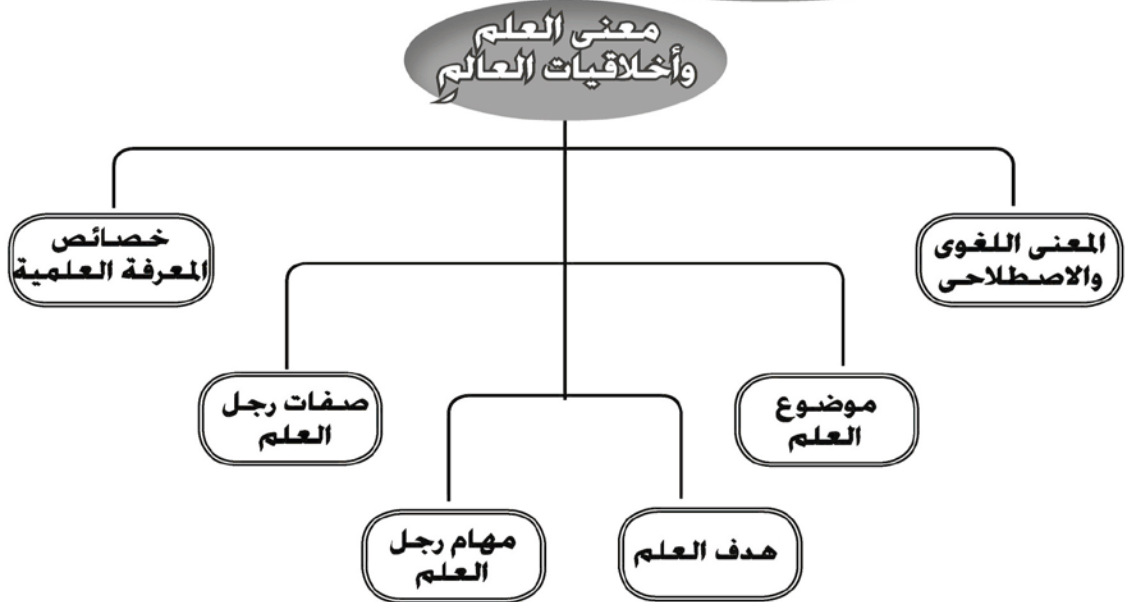 معنى العلم
وأخلاقيات العالِم
المعنى اللغوى
والاصطلاحى
خصائص
المعرفة العلمية
موضوع
العلم
صفات رجل
العلم
هدف العلم
مهام رجل
العلم